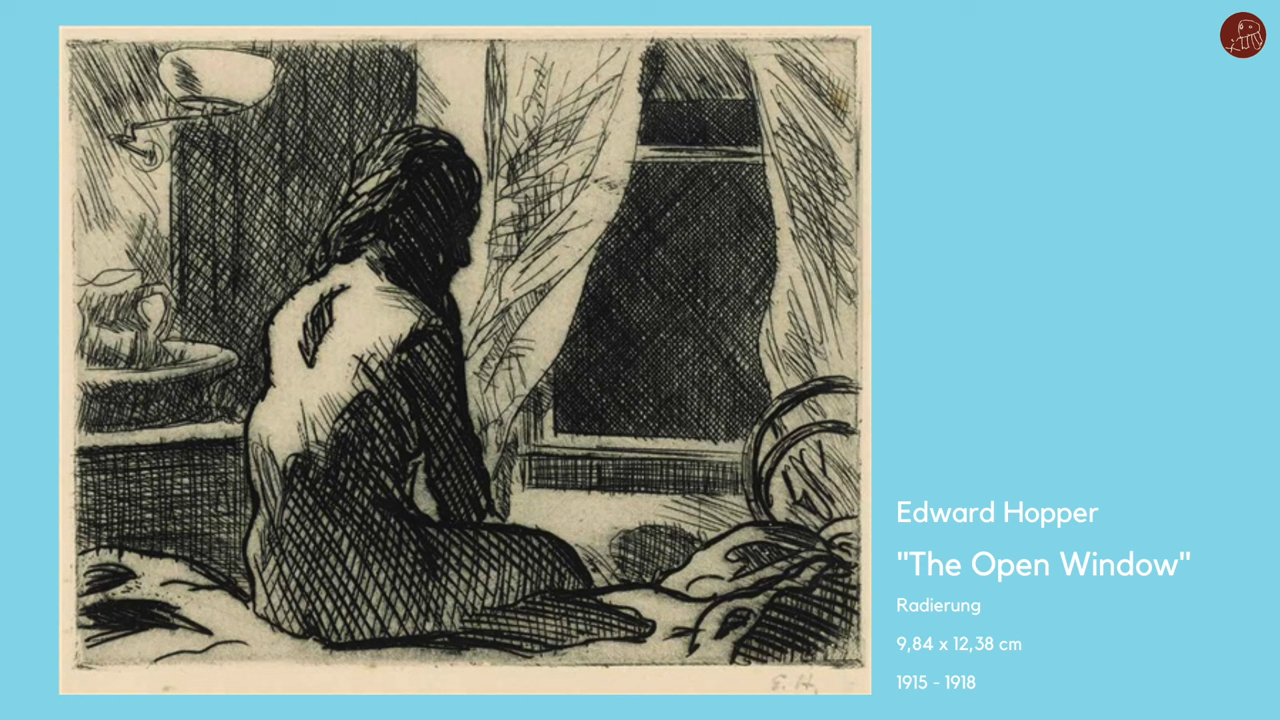 E. H.
Edward Hopper
"The Open Window"
Radierung
9,84 x 12,38 cm
1915 - 1918